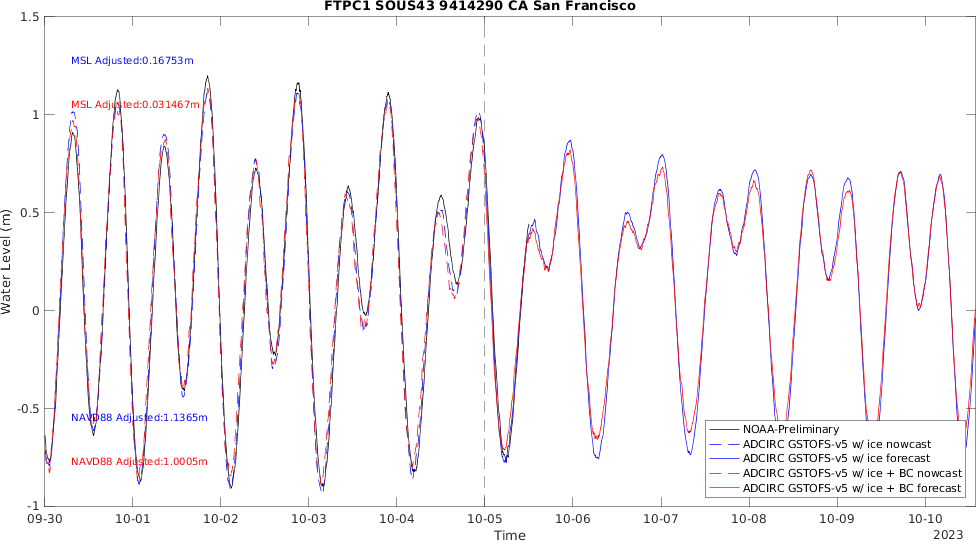 FTPC1 SOUS43 9414290 CA San Francisco
1.5
1
0.5
0
-0.5
-1
Water Level (m)
MSL Adjusted:0.16753m
MSL Adjusted:0.031467m
NAVD88 Adjusted:1.1365m
NAVD88 Adjusted:1.0005m
NOAA-Preliminary
ADCIRC GSTOFS-v5 w/ ice nowcast
ADCIRC GSTOFS-v5 w/ ice forecast
ADCIRC GSTOFS-v5 w/ ice + BC nowcast
ADCIRC GSTOFS-v5 w/ ice + BC forecast
09-30 10-01 10-02 10-03 10-04 10-05 10-06 10-07 10-08 10-09 10-10
Time
2023